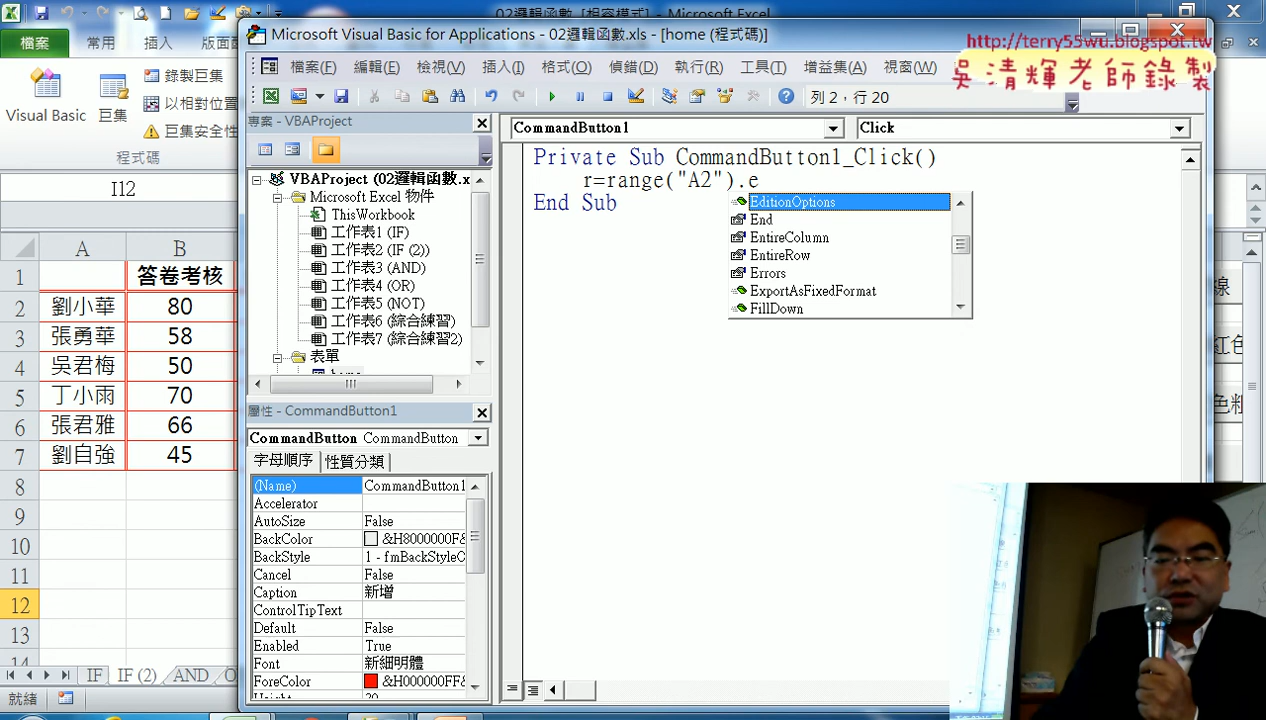 02邏輯函數 [相容模式] - Microsoft Excel
Microsoft Visual Basic for Applications - 02邏輯函數.xls - [home (程式碼)]
http://terry55wu.blogspot.tw
吳清輝老師錄製
檔案 常用 插入 版面
檔案(F) 編輯(E) 檢視(V) 插入(I) 格式(O) 偵錯(D) 執行(R) 工具(T) 增益集(A) 視窗(W)
列 2, 行 20
Visual Basic
巨集
錄製巨集
以相對位置
巨集安全性
程式碼
I12
A B
1 答卷考核
2 劉小華 80
3 張勇華 58
4 吳君梅 50
5 丁小雨 70
6 張君雅 66
7 劉自強 45
8
9
10
11
12
13
14
IF IF (2) AND O
就緒
專案 - VBAProject
VBAProject (02邏輯函數.x
Microsoft Excel 物件
ThisWorkbook
工作表1 (IF)
工作表2 (IF (2))
工作表3 (AND)
工作表4 (OR)
工作表5 (NOT)
工作表6 (綜合練習)
工作表7 (綜合練習2)
表單
屬性 - CommandButton1
CommandButton1 CommandButton
字母順序 性質分類
(Name) CommandButton1
Accelerator
AutoSize False
BackColor &H8000000F&
BackStyle 1 - fmBackStyleO
Cancel False
Caption 新增
ControlTipText
Default False
Enabled True
Font 新細明體
ForeColor &H000000FF&
Height 20
CommandButton1 Click
Private Sub CommandButton1_Click()
r=range("A2").e
End Sub
EditionOptions
End
EntireColumn
EntireRow
Errors
ExportAsFixedFormat
FillDown
線
紅色
色粗